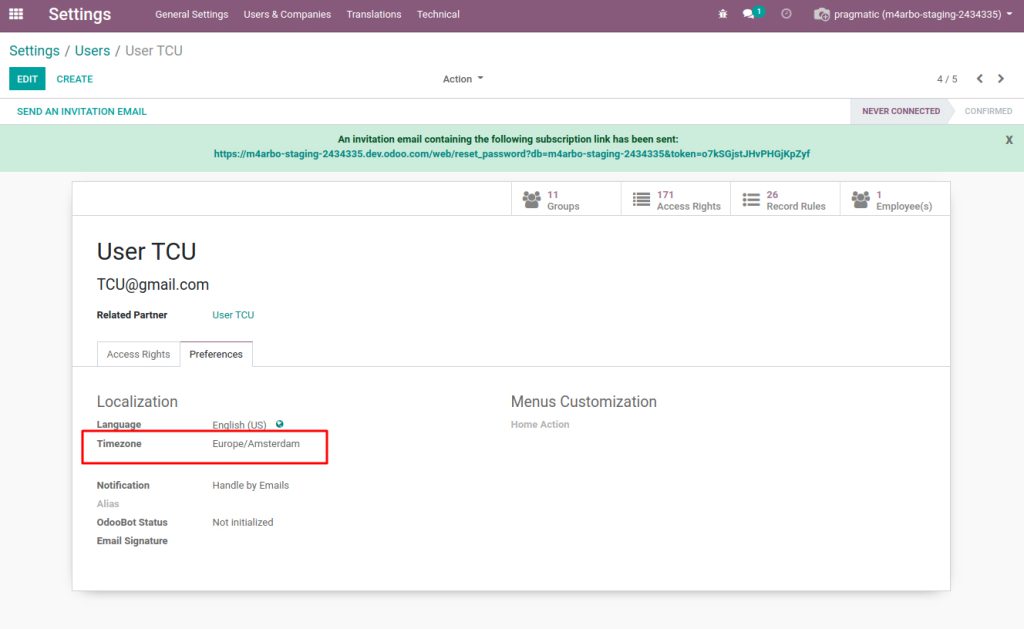 Settings General Settings Users & Companies Translations Technical 1 pragmatic (m4arbo-staging-2434335)
Settings / Users / User TCU
EDIT CREATE Action 4 / 5
SEND AN INVITATION EMAIL NEVER CONNECTED CONFIRMED
An invitation email containing the following subscription link has been sent: X
https://m4arbo-staging-2434335.dev.odoo.com/web/reset_password?db=m4arbo-staging-2434335&token=o7kSGjstJHvPHGjKpZyf
11 171 26 1
Groups Access Rights Record Rules Employee(s)
User TCU
TCU@gmail.com
Related Partner User TCU
Access Rights Preferences
Localization Menus Customization
Language English (US) Home Action
Timezone Europe/Amsterdam
Notification Handle by Emails
Alias
OdooBot Status Not initialized
Email Signature